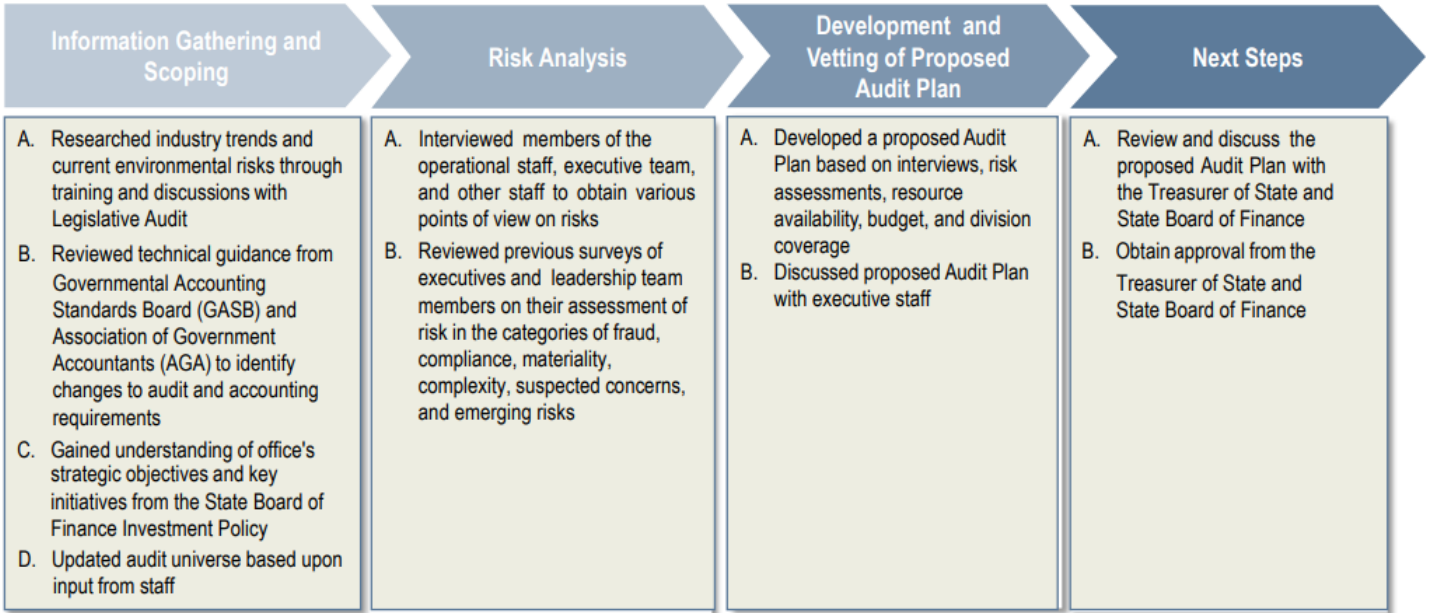 Information Gathering and
Scoping
Risk Analysis
Development and
Vetting of Proposed
Audit Plan
Next Steps
A. Researched industry trends and
current environmental risks through
training and discussions with
Legislative Audit
B. Reviewed technical guidance from
Governmental Accounting
Standards Board (GASB) and
Association of Government
Accountants (AGA) to identify
changes to audit and accounting
requirements
C. Gained understanding of office's
strategic objectives and key
initiatives from the State Board of
Finance Investment Policy
D. Updated audit universe based upon
input from staff
A. Interviewed members of the
operational staff, executive team,
and other staff to obtain various
points of view on risks
B. Reviewed previous surveys of
executives and leadership team
members on their assessment of
risk in the categories of fraud,
compliance, materiality,
complexity, suspected concerns,
and emerging risks
A. Developed a proposed Audit
Plan based on interviews, risk
assessments, resource
availability, budget, and division
coverage
B. Discussed proposed Audit Plan
with executive staff
A. Review and discuss the
proposed Audit Plan with
the Treasurer of State and
State Board of Finance
B. Obtain approval from the
Treasurer of State and
State Board of Finance